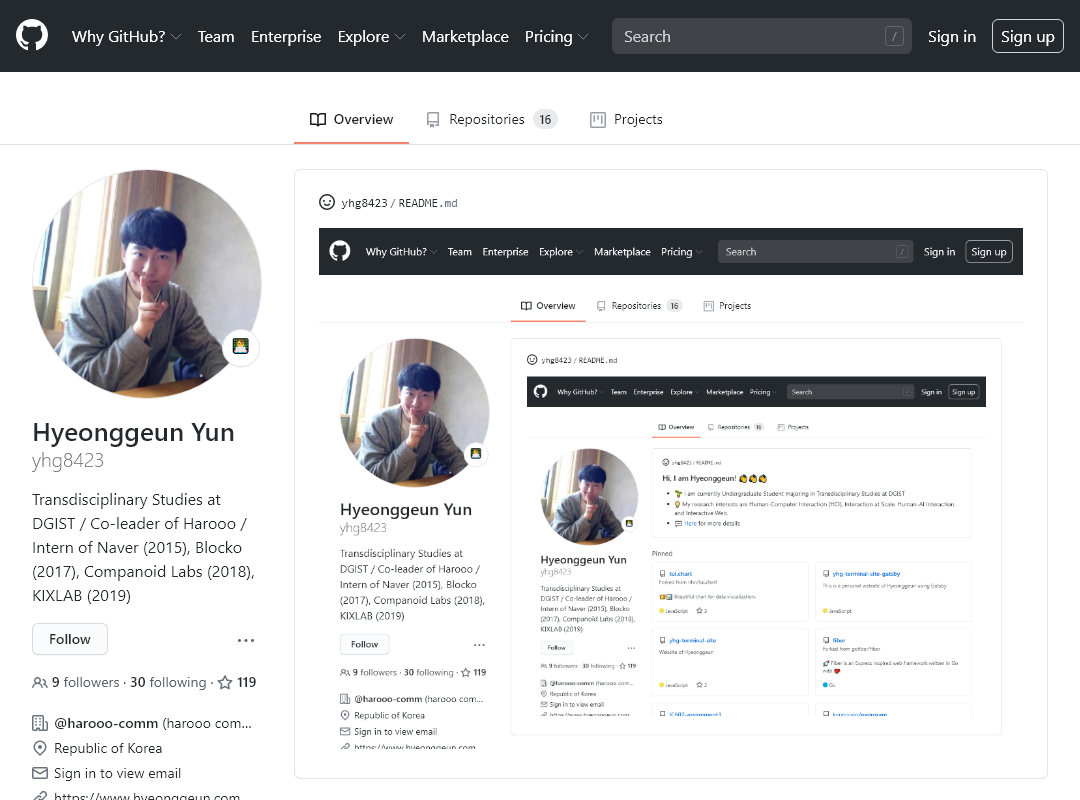 Why GitHub? Team Enterprise Explore Marketplace Pricing Search / Sign in Sign up
Overview Repositories 16 Projects
Hyeonggeun Yun
yhg8423
Transdisciplinary Studies at
DGIST / Co-leader of Harooo /
Intern of Naver (2015), Blocko
(2017), Companoid Labs (2018),
KIXLAB (2019)
Follow ...
9 followers · 30 following · 119
@harooo-comm (harooo com...
Republic of Korea
Sign in to view email
https://www.hyeonggeun.com
yhg8423 / README.md
Why GitHub? Team Enterprise Explore Marketplace Pricing Search / Sign in Sign up
Overview Repositories 16 Projects
Hyeonggeun Yun
yhg8423
Transdisciplinary Studies at
DGIST / Co-leader of Harooo /
Intern of Naver (2015), Blocko
(2017), Companoid Labs (2018),
KIXLAB (2019)
Follow ...
9 followers · 30 following · 119
@harooo-comm (harooo com...
Republic of Korea
Sign in to view email
https://www.hyeonggeun.com
yhg8423 / README.md
Why GitHub? Team Enterprise Explore Marketplace Pricing Search / Sign in Sign up
Overview Repositories 16 Projects
Hyeonggeun Yun
yhg8423
Transdisciplinary Studies at
DGIST / Co-leader of Harooo /
Intern of Naver (2015), Blocko
(2017), Companoid Labs (2018),
KIXLAB (2019)
Follow ...
9 followers · 30 following · 119
@harooo-comm (harooo com...
Republic of Korea
Sign in to view email
https://www.hyeonggeun.com
yhg8423 / README.md
Hi, I am Hyeonggeun! 👏👏👏
I am currently Undergraduate Student majoring in Transdisciplinary Studies at DGIST
My research interests are Human-Computer Interaction (HCI), Interaction at Scale, Human-AI Interaction,
and Interactive Web.
Here for more details
Pinned
tui.chart
Forked from nhn/tui.chart
Beautiful chart for data visualization.
JavaScript 3
yhg-terminal-site-gatsby
This is a personal website of Hyeonggeun using Gatsby
JavaScript
yhg-terminal-site
Website of Hyeonggeun
JavaScript 2
fiber
Forked from gofiber/fiber
Fiber is an Express inspired web framework written in Go
with ❤️
Go